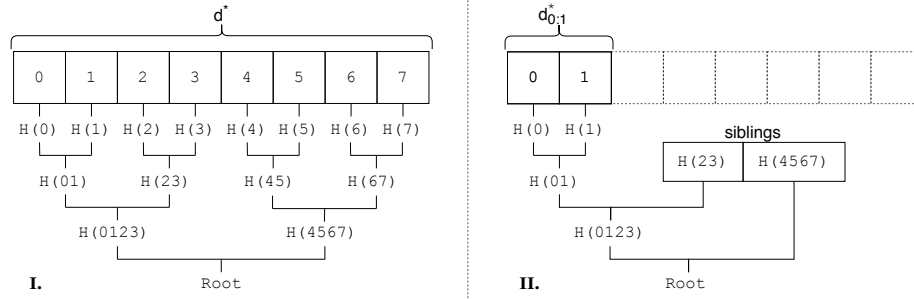 d*
0 1 2 3 4 5 6 7
H(0) H(1) H(2) H(3) H(4) H(5) H(6) H(7)
H(01) H(23) H(45) H(67)
H(0123) H(4567)
I. Root
d*0:1
0 1
H(0) H(1)
siblings
H(23) H(4567)
H(01)
H(0123)
II. Root